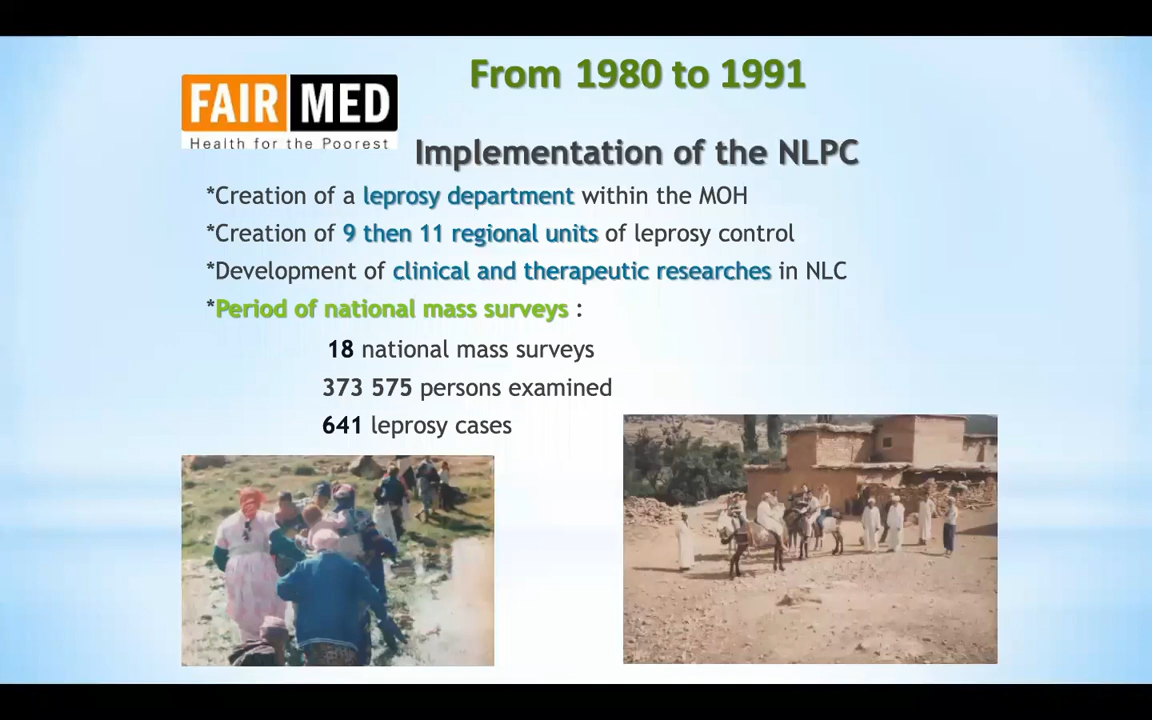 From 1980 to 1991
FAIR MED
Health for the Poorest
Implementation of the NLPC
*Creation of a leprosy department within the MOH
*Creation of 9 then 11 regional units of leprosy control
*Development of clinical and therapeutic researches in NLC
*Period of national mass surveys :
18 national mass surveys
373 575 persons examined
641 leprosy cases